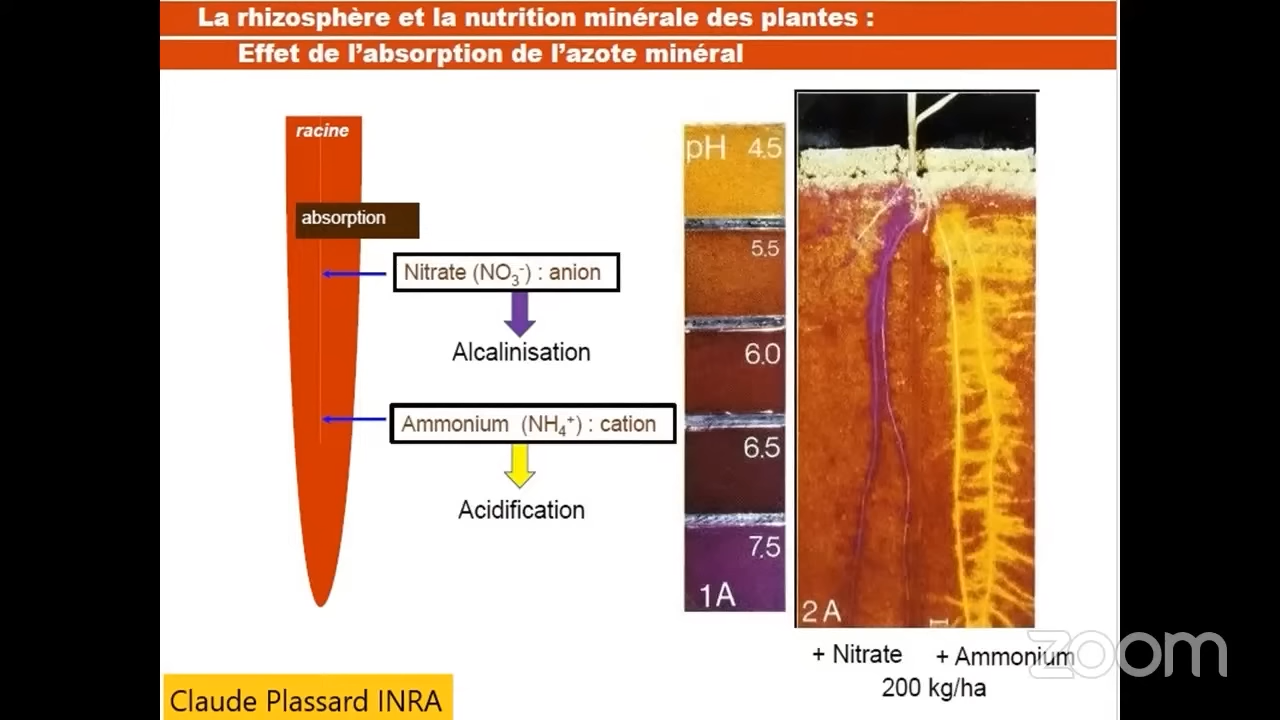 La rhizosphère et la nutrition minérale des plantes :
Effet de l’absorption de l’azote minéral
racine
absorption
Nitrate (NO₃⁻) : anion
Alcalinisation
Ammonium (NH₄⁺) : cation
Acidification
pH 4.5
5.5
6.0
6.5
7.5
1A
2 A
+ Nitrate + Ammonium
200 kg/ha
zoom
Claude Plassard INRA